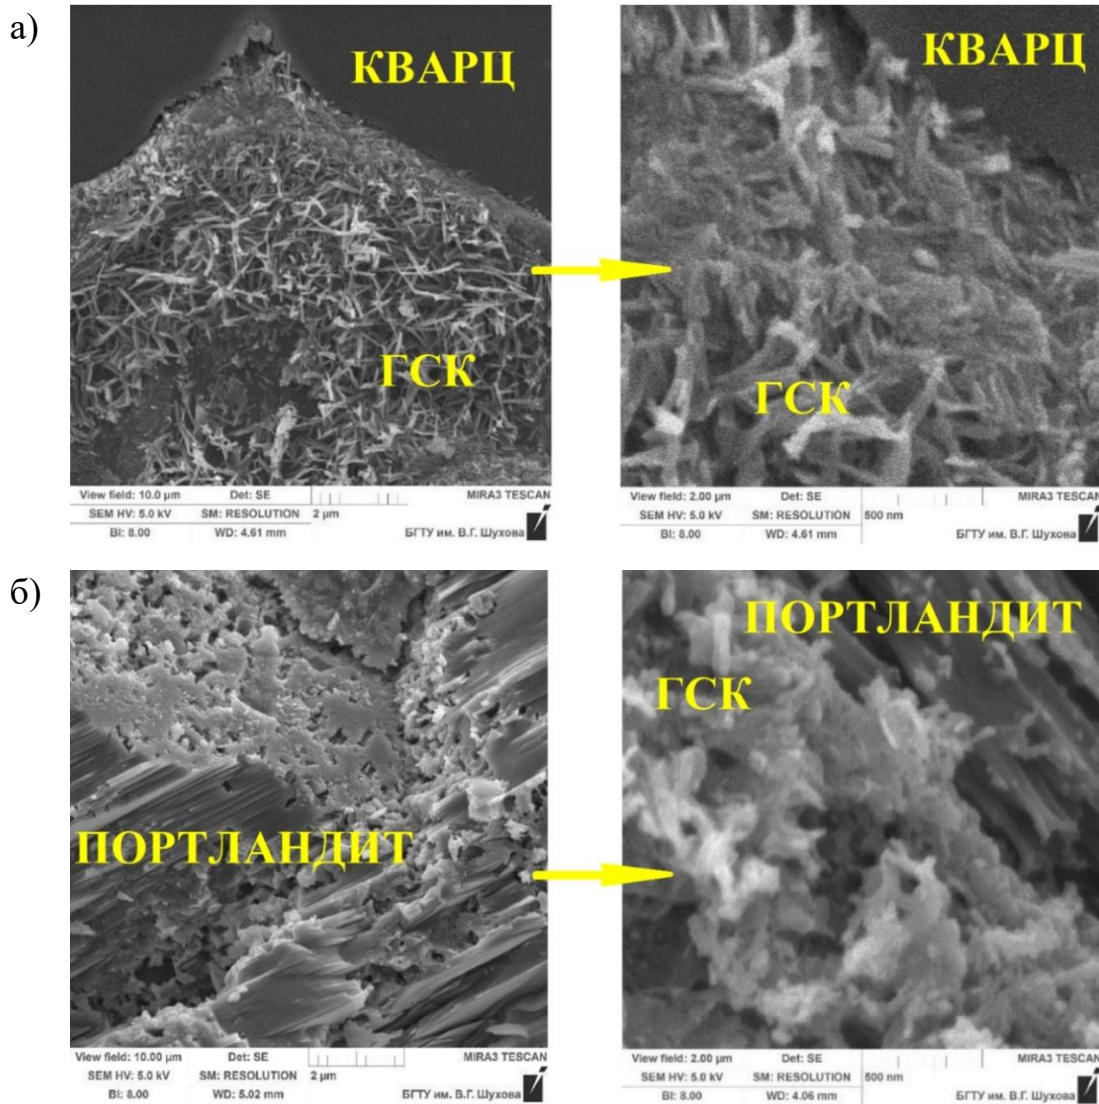 а)
КВАРЦ
ГСК
View field: 10.0 µm Det: SE MIRA3 TESCAN
SEM HV: 5.0 kV SM: RESOLUTION 2 µm
BI: 8.00 WD: 4.61 mm БГТУ им. В.Г. Шухова
КВАРЦ
ГСК
View field: 2.00 µm Det: SE MIRA3 TESCAN
SEM HV: 5.0 kV SM: RESOLUTION 500 nm
BI: 8.00 WD: 4.61 mm БГТУ им. В.Г. Шухова
б)
ПОРТЛАНДИТ
View field: 10.00 µm Det: SE MIRA3 TESCAN
SEM HV: 5.0 kV SM: RESOLUTION 2 µm
BI: 8.00 WD: 5.02 mm БГТУ им. В.Г. Шухова
ПОРТЛАНДИТ
ГСК
View field: 2.00 µm Det: SE MIRA3 TESCAN
SEM HV: 5.0 kV SM: RESOLUTION 500 nm
BI: 8.00 WD: 4.06 mm БГТУ им. В.Г. Шухова